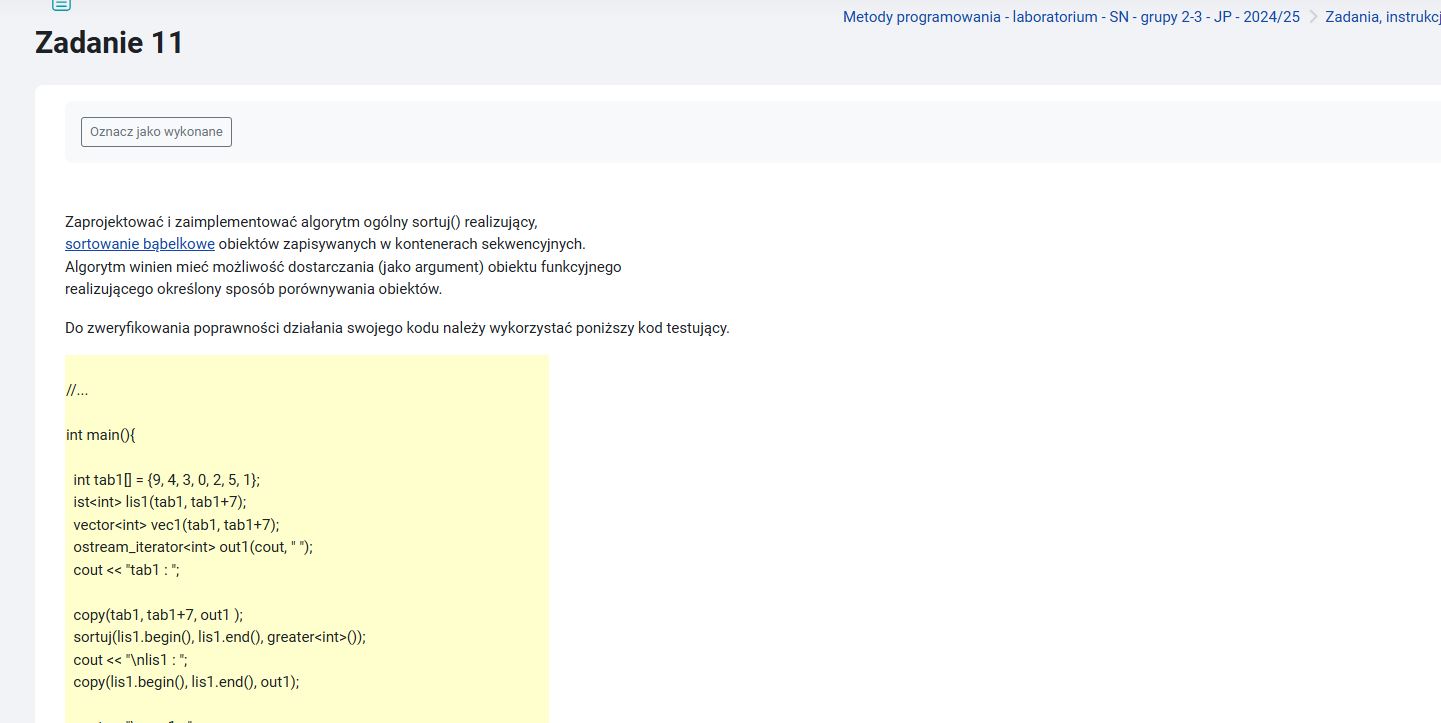 Metody programowania - laboratorium - SN - grupy 2-3 - JP - 2024/25 > Zadania, instrukcj
Zadanie 11
Oznacz jako wykonane
Zaprojektować i zaimplementować algorytm ogólny sortuj() realizujący,
sortowanie bąbelkowe obiektów zapisywanych w kontenerach sekwencyjnych.
Algorytm winien mieć możliwość dostarczania (jako argument) obiektu funkcyjnego
realizującego określony sposób porównywania obiektów.
Do zweryfikowania poprawności działania swojego kodu należy wykorzystać poniższy kod testujący.
//...
int main(){
int tab1[] = {9, 4, 3, 0, 2, 5, 1};
ist<int> lis1(tab1, tab1+7);
vector<int> vec1(tab1, tab1+7);
ostream_iterator<int> out1(cout, " ");
cout << "tab1 : ";
copy(tab1, tab1+7, out1 );
sortuj(lis1.begin(), lis1.end(), greater<int>());
cout << "\nlis1 : ";
copy(lis1.begin(), lis1.end(), out1);